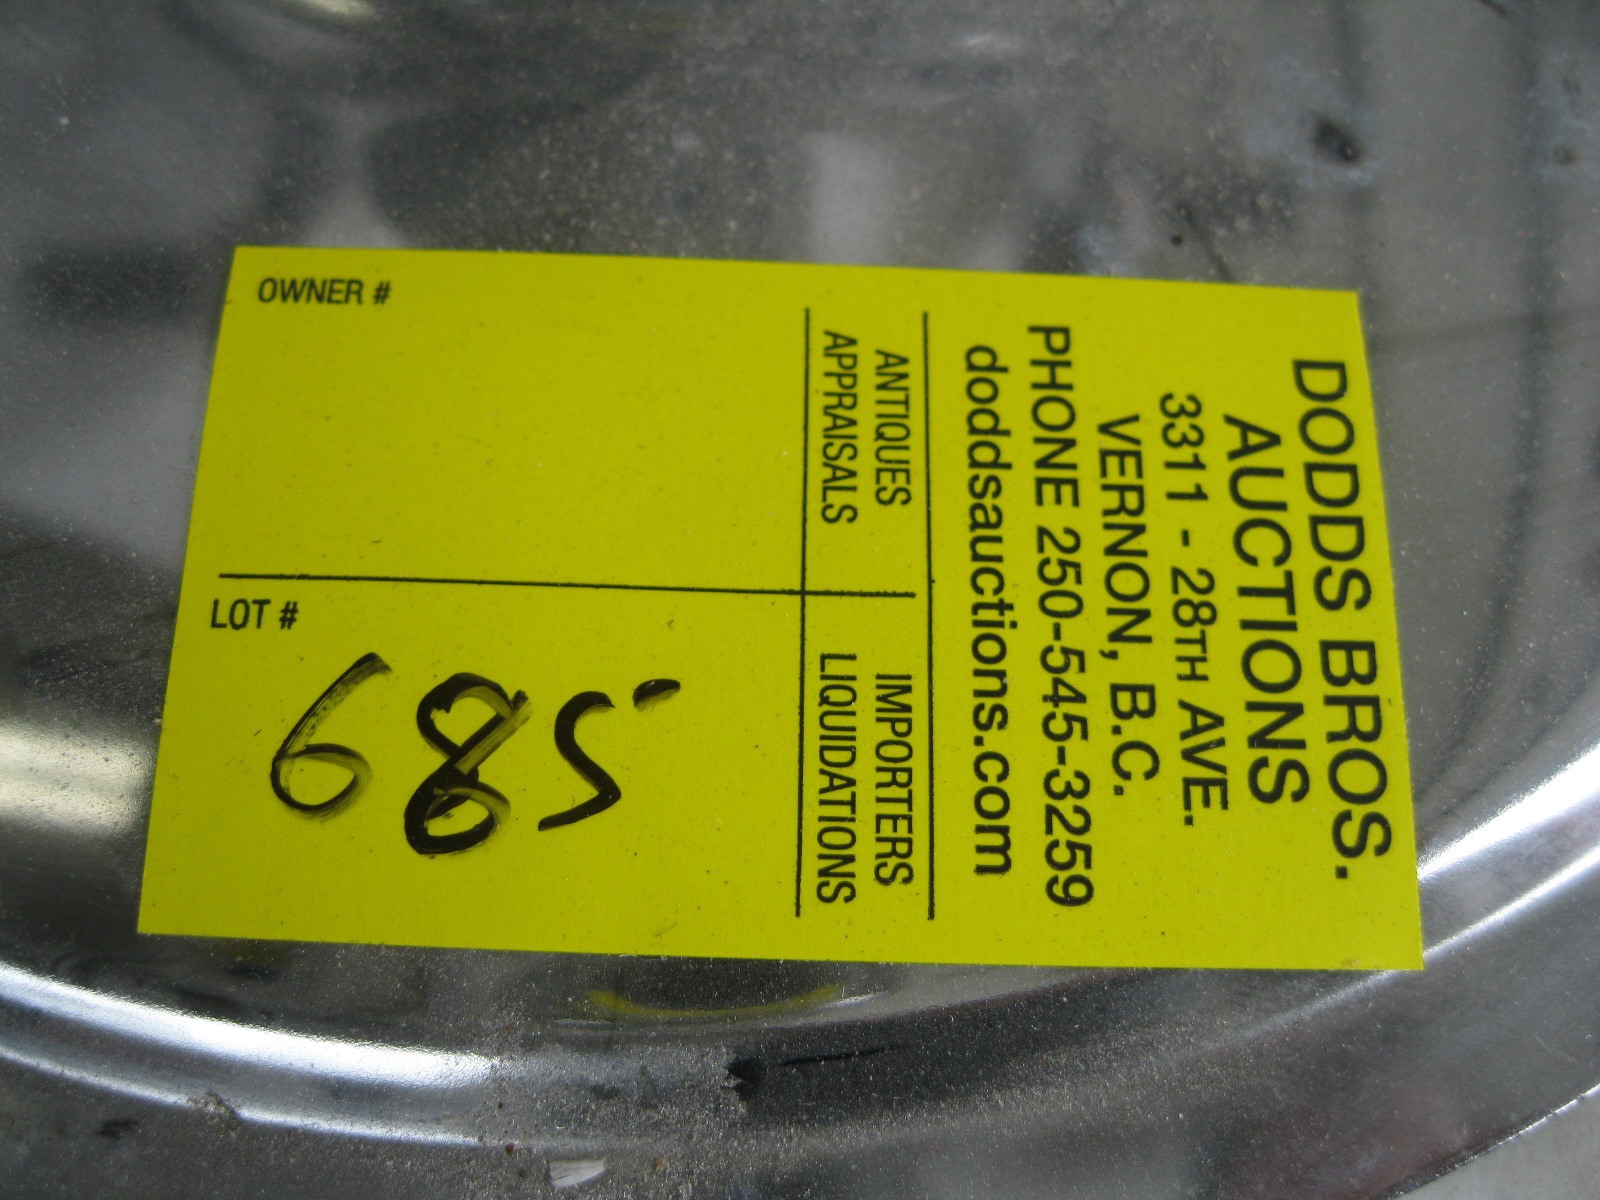 DODDS BROS.
AUCTIONS
3311 - 28TH AVE.
VERNON, B.C.
PHONE 250-545-3259
doddsauctions.com
ANTIQUES IMPORTERS
APPRAISALS LIQUIDATIONS
OWNER #
LOT #
685